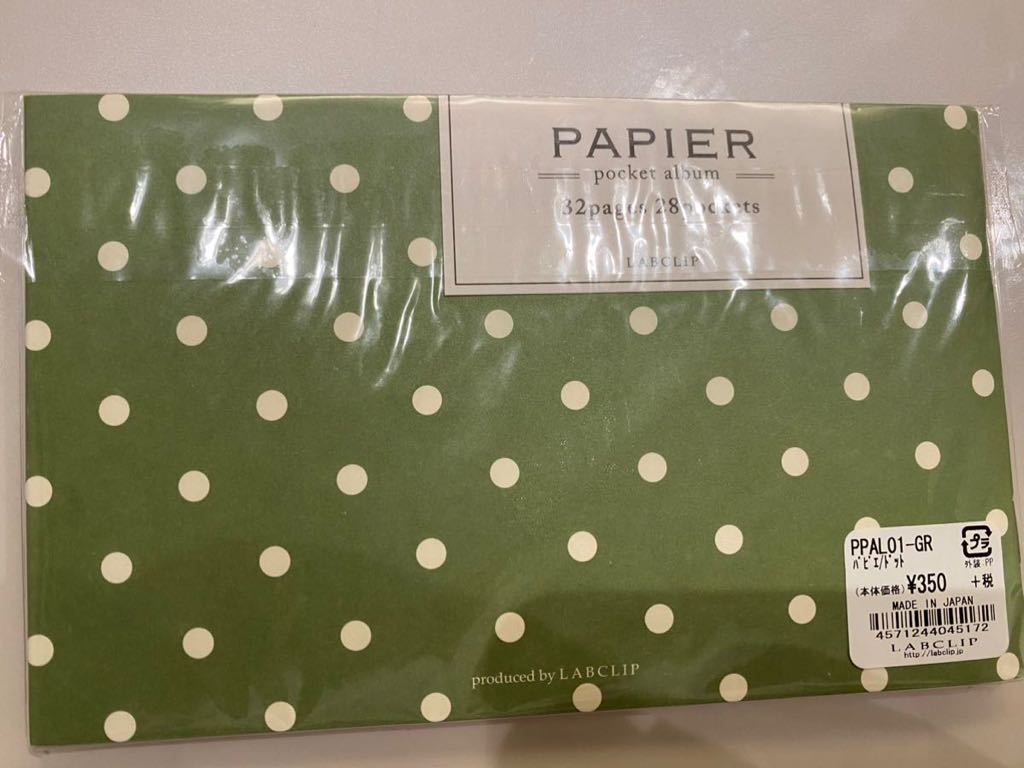 PAPIER
pocket album
32pages 28pockets
LABCLIP
produced by LABCLIP
PPAL01-GR
パピエ/ドット
プラ
外装:PP
(本体価格) ¥350 +税
MADE IN JAPAN
4571244045172
LABCLIP
http://labclip.jp